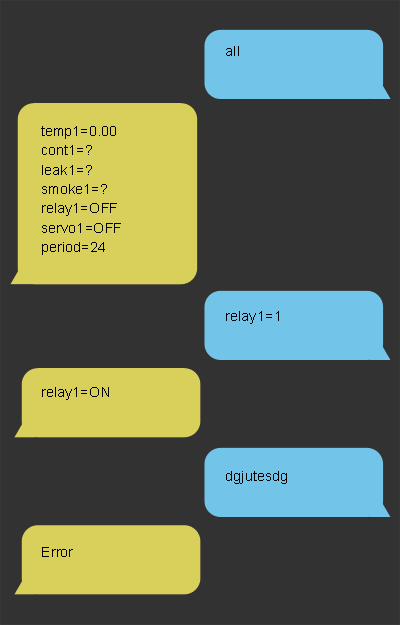 all
temp1=0.00
cont1=?
leak1=?
smoke1=?
relay1=OFF
servo1=OFF
period=24
relay1=1
relay1=ON
dgjutesdg
Error